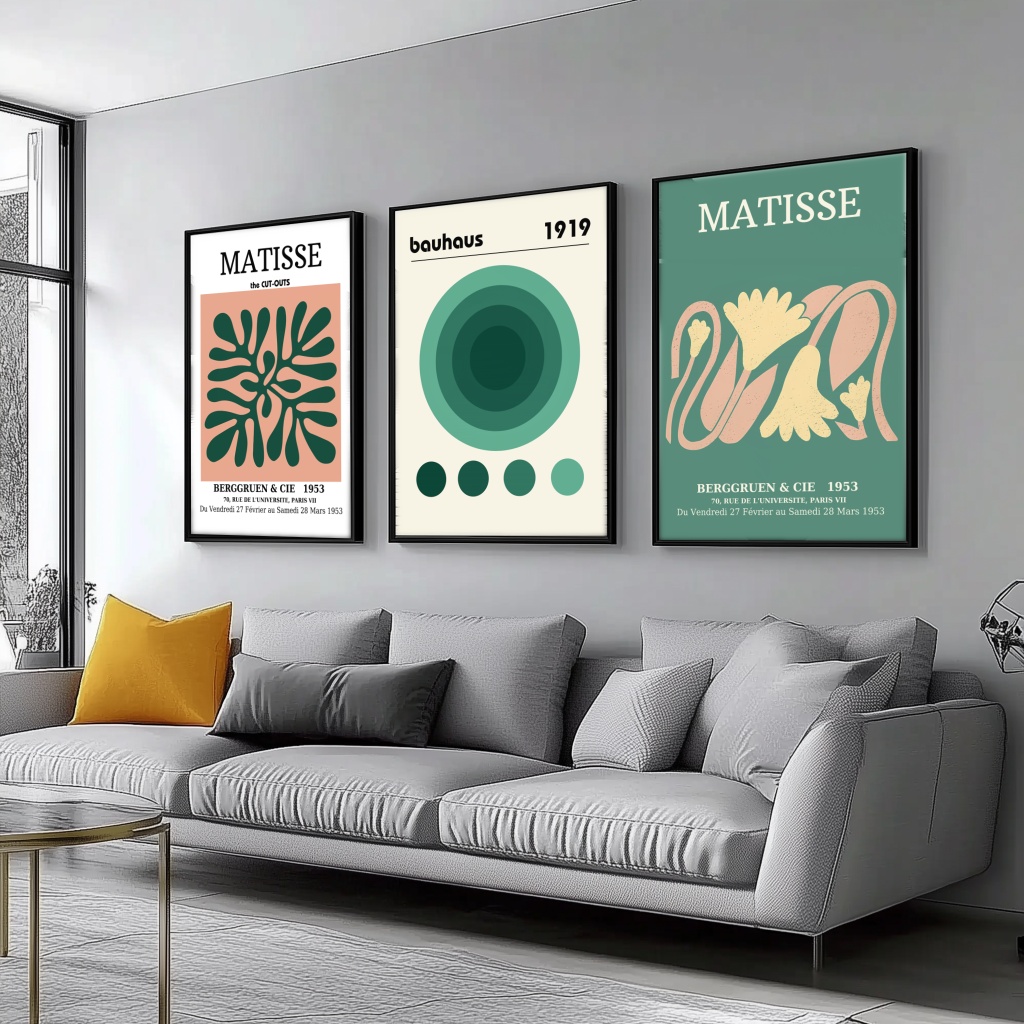 MATISSE
the CUT-OUTS
BERGGRUEN & CIE 1953
70, RUE DE L'UNIVERSITE, PARIS VII
Du Vendredi 27 Février au Samedi 28 Mars 1953
bauhaus 1919
MATISSE
BERGGRUEN & CIE 1953
70, RUE DE L'UNIVERSITE, PARIS VII
Du Vendredi 27 Février au Samedi 28 Mars 1953